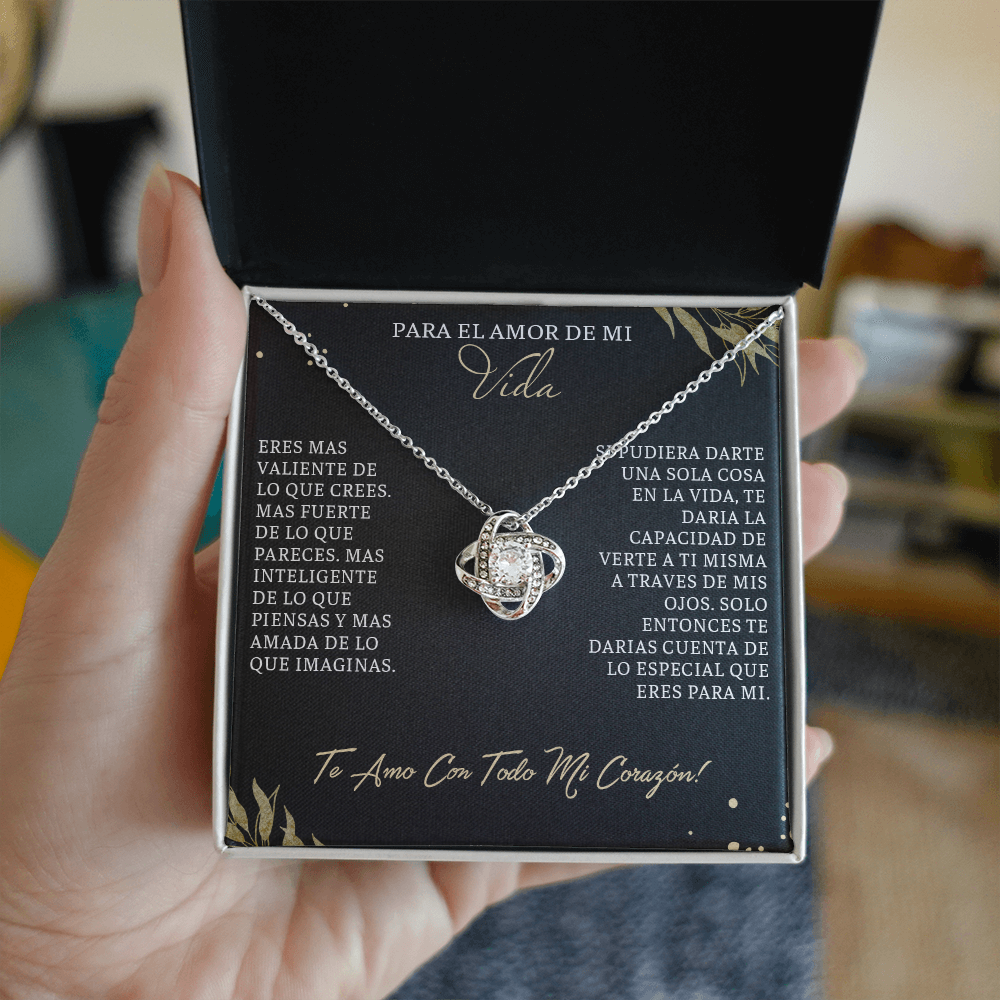 PARA EL AMOR DE MI
Vida
ERES MAS
VALIENTE DE
LO QUE CREES.
MAS FUERTE
DE LO QUE
PARECES. MAS
INTELIGENTE
DE LO QUE
PIENSAS Y MAS
AMADA DE LO
QUE IMAGINAS.
SI PUDIERA DARTE
UNA SOLA COSA
EN LA VIDA, TE
DARIA LA
CAPACIDAD DE
VERTE A TI MISMA
A TRAVES DE MIS
OJOS. SOLO
ENTONCES TE
DARIAS CUENTA DE
LO ESPECIAL QUE
ERES PARA MI.
Te Amo Con Todo Mi Corazón!